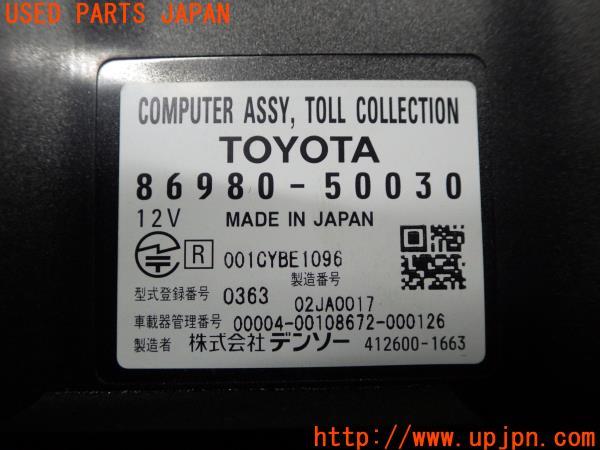 USED PARTS JAPAN
COMPUTER ASSY, TOLL COLLECTION
TOYOTA
86980-50030
12V MADE IN JAPAN
R 001CYBE1096
型式登録番号 0363 製造番号 02JA0017
車載器管理番号 00004-00108672-000126
製造者 株式会社 デンソー 412600-1663
http://www.upjpn.com/